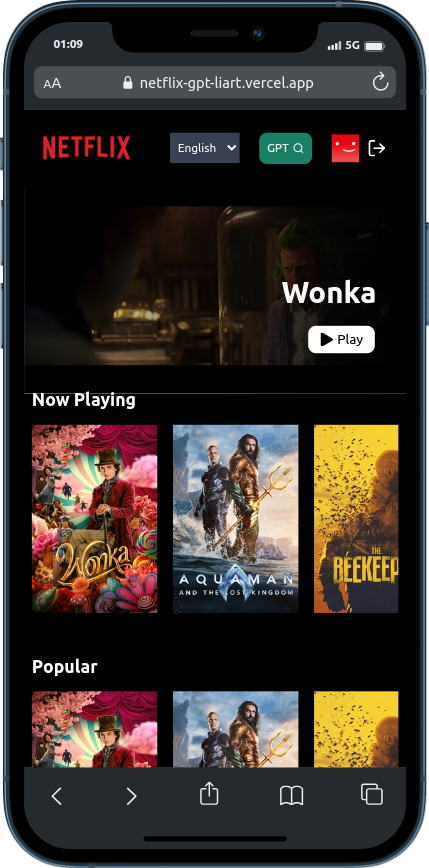 01:09
5G
AA netflix-gpt-liart.vercel.app
NETFLIX
English
GPT
Wonka
Play
Now Playing
Wonka
AQUAMAN
AND THE LOST KINGDOM
THE
BEEKEEP
Popular